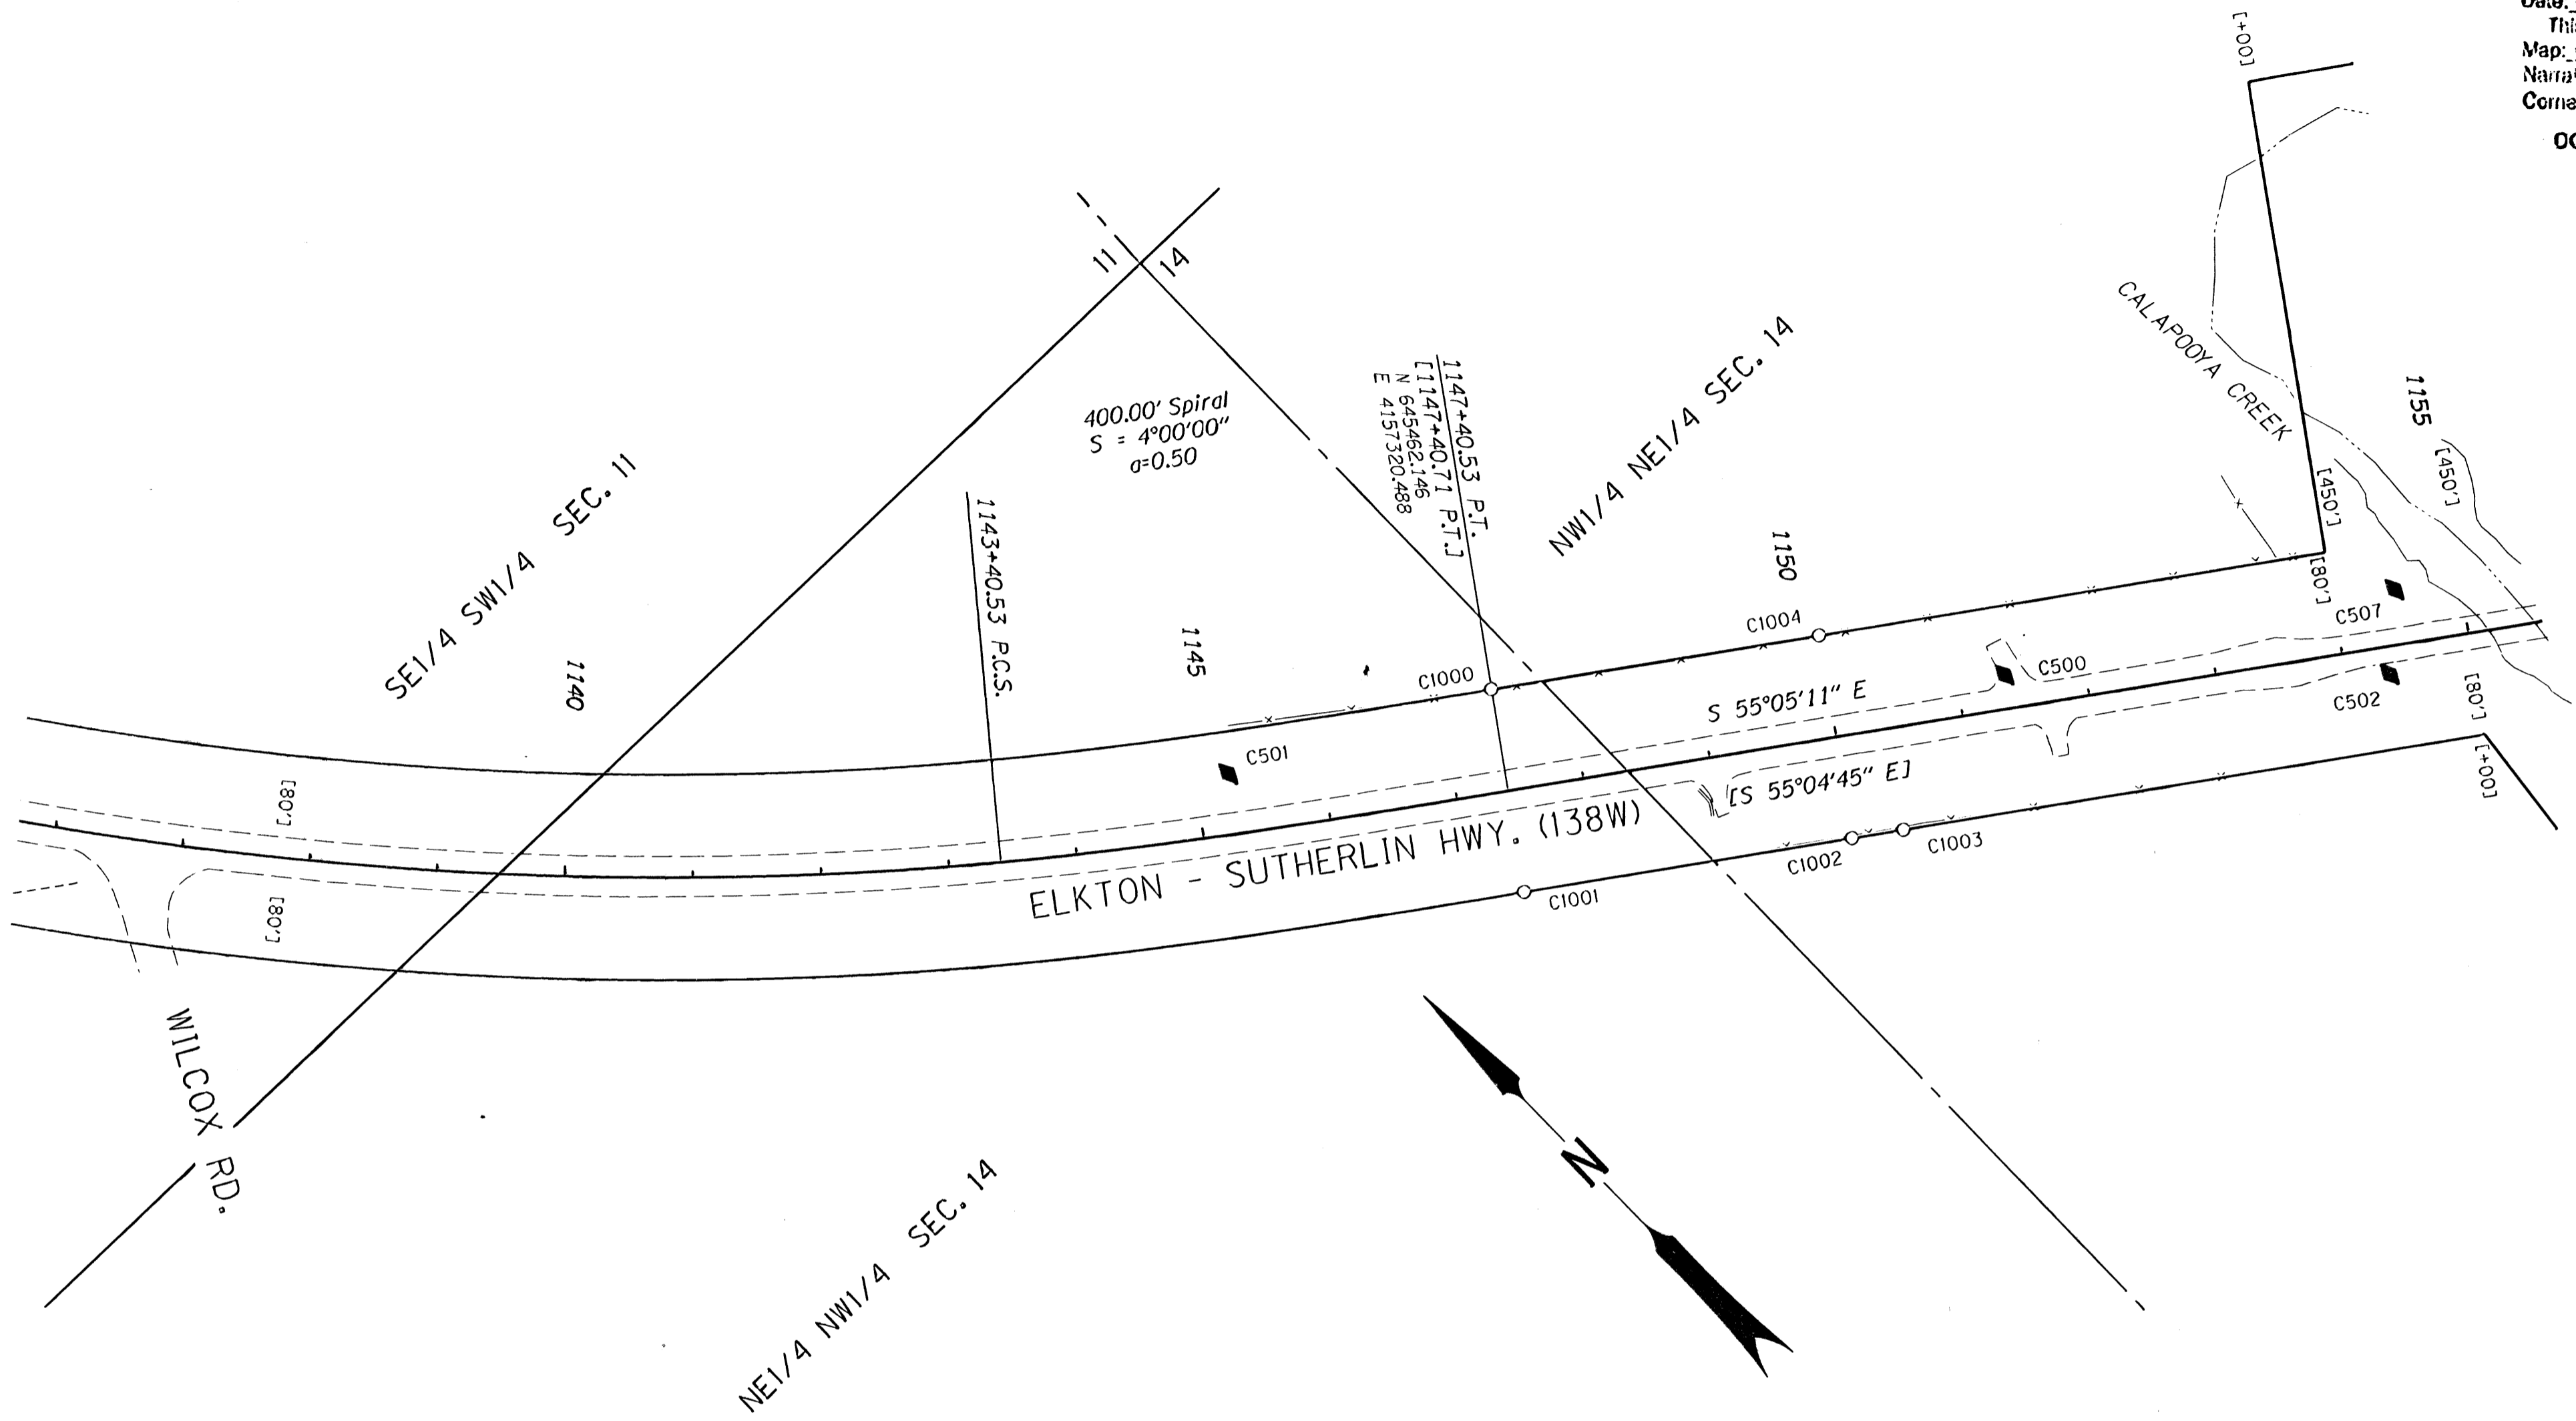 Map:
[+00]
11
14
400.00' Spiral
S = 4°00'00"
a=0.50
1147+40.53 P.T.
[1147+40.71 P.T.]
N 645462.146
E 4157320.488
NW1/4 NE1/4 SEC. 14
CALAPOOYA CREEK
1155
[450']
[450']
SE1/4 SW1/4 SEC. 11
1143+40.53 P.C.S.
1140
1145
1150
[80']
C1004
C1000
C507
C500
C502
C501
S 55°05'11" E
[S 55°04'45" E]
[80']
[+00]
[80']
[80']
ELKTON - SUTHERLIN HWY. (138W)
C1002
C1003
C1001
WILCOX RD.
N
NE1/4 NW1/4 SEC. 14